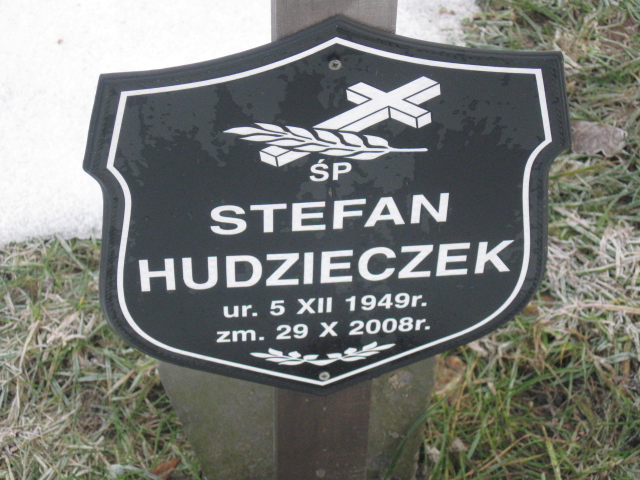 ŚP
STEFAN
HUDZIECZEK
ur. 5 XII 1949r.
zm. 29 X 2008r.